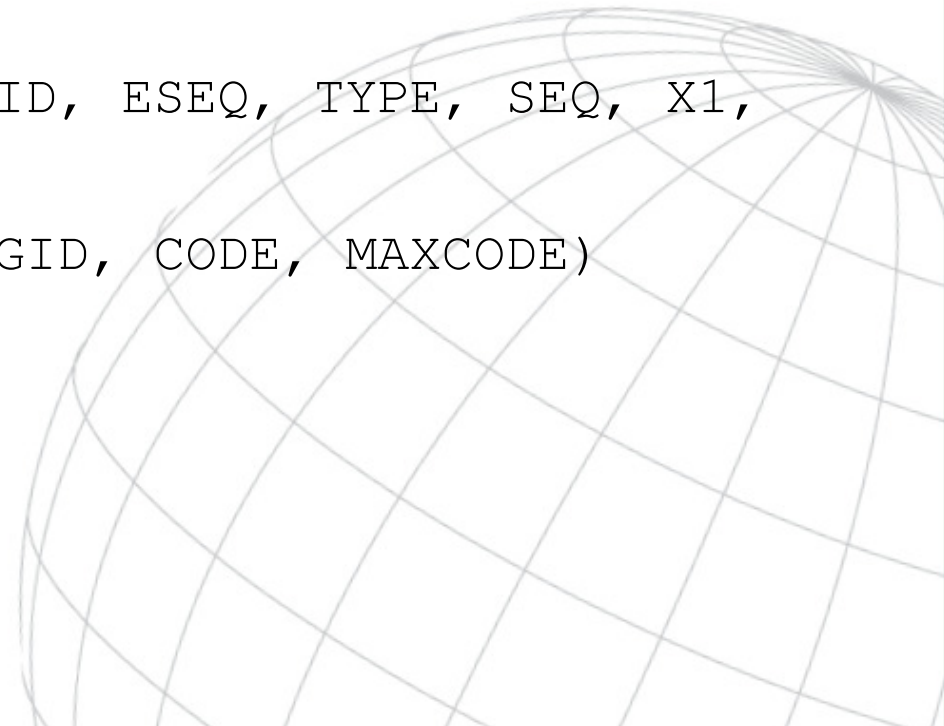 ID, ESEQ, TYPE, SEQ, X1,
GID, CODE, MAXCODE)